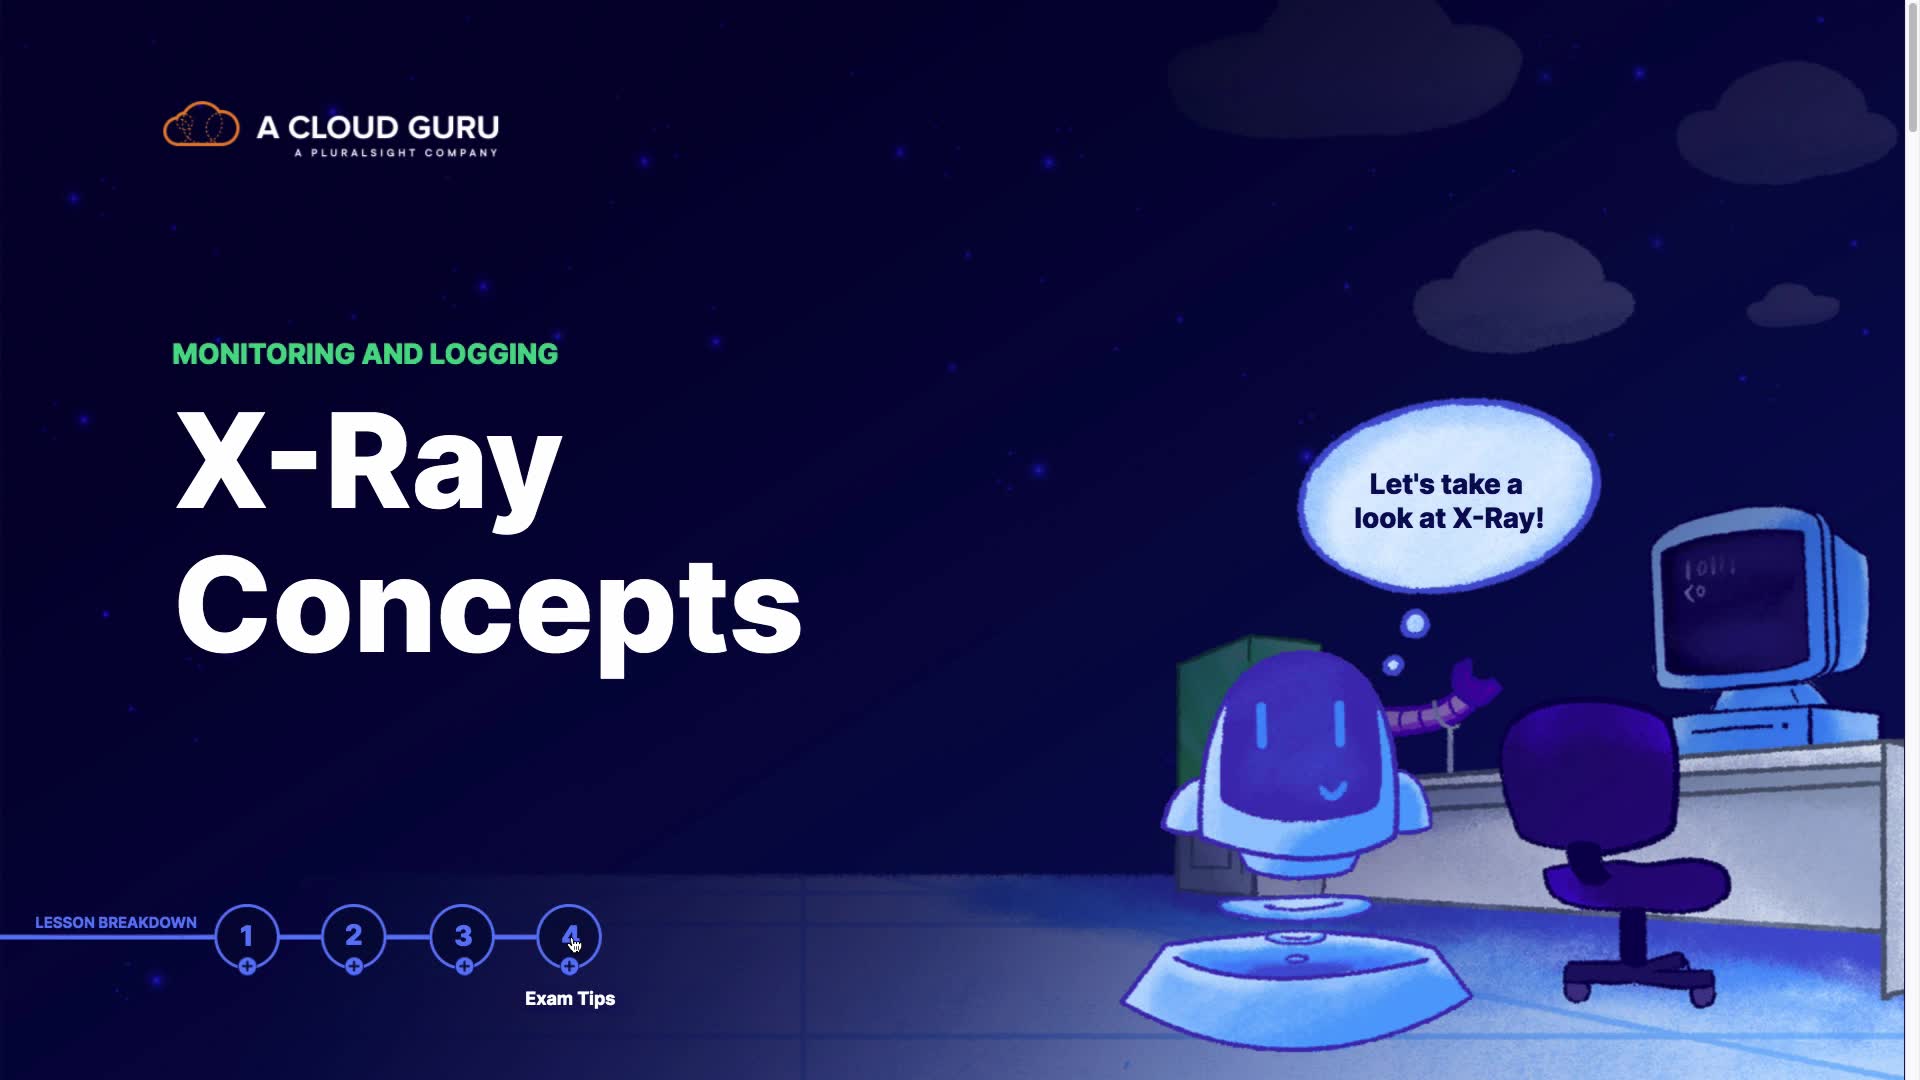 A CLOUD GURU
A PLURALSIGHT COMPANY
MONITORING AND LOGGING
X-Ray
Concepts
Let's take a
look at X-Ray!
LESSON BREAKDOWN
1
2
3
4
Exam Tips